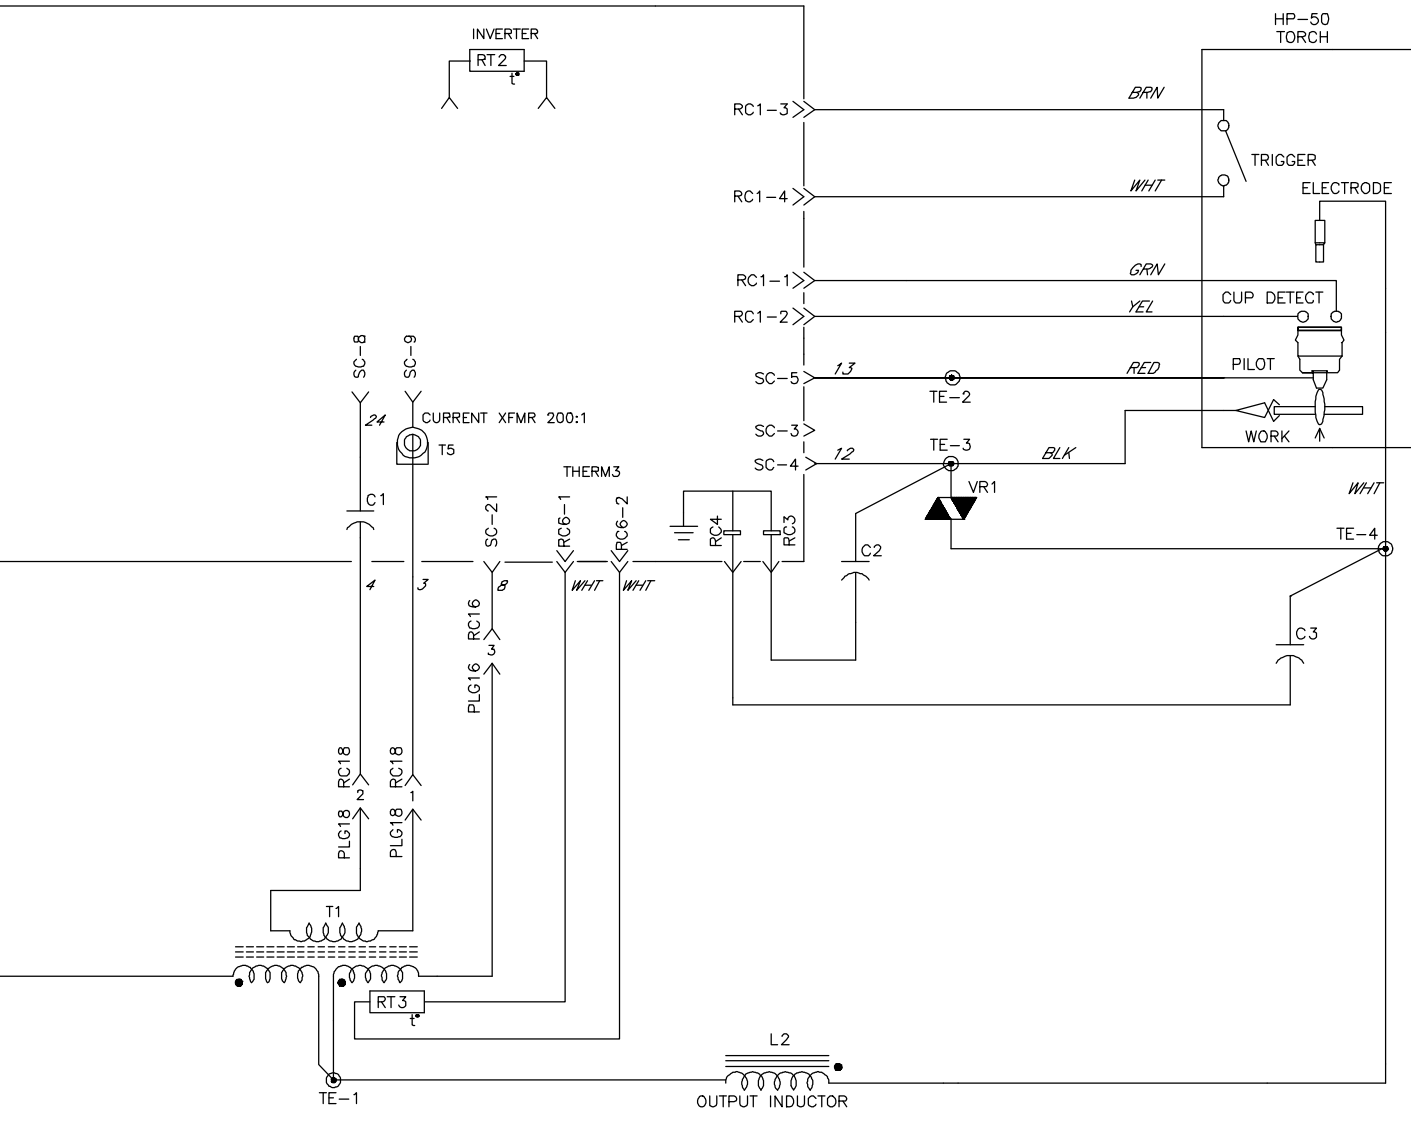 HP-50
TORCH
INVERTER
RT2
t°
RC1-3
BRN
TRIGGER
RC1-4
WHT
ELECTRODE
RC1-1
GRN
CUP DETECT
RC1-2
YEL
SC-8
SC-9
SC-5
13
TE-2
RED
PILOT
24
CURRENT XFMR 200:1
T5
SC-3
WORK
SC-4
12
TE-3
BLK
THERM3
VR1
WHT
C1
SC-21
RC6-1
RC6-2
RC4
RC3
TE-4
C2
4
3
8
WHT
WHT
RC16
3
PLG16
C3
RC18
RC18
2
1
PLG18
PLG18
T1
RT3
t°
L2
TE-1
OUTPUT INDUCTOR